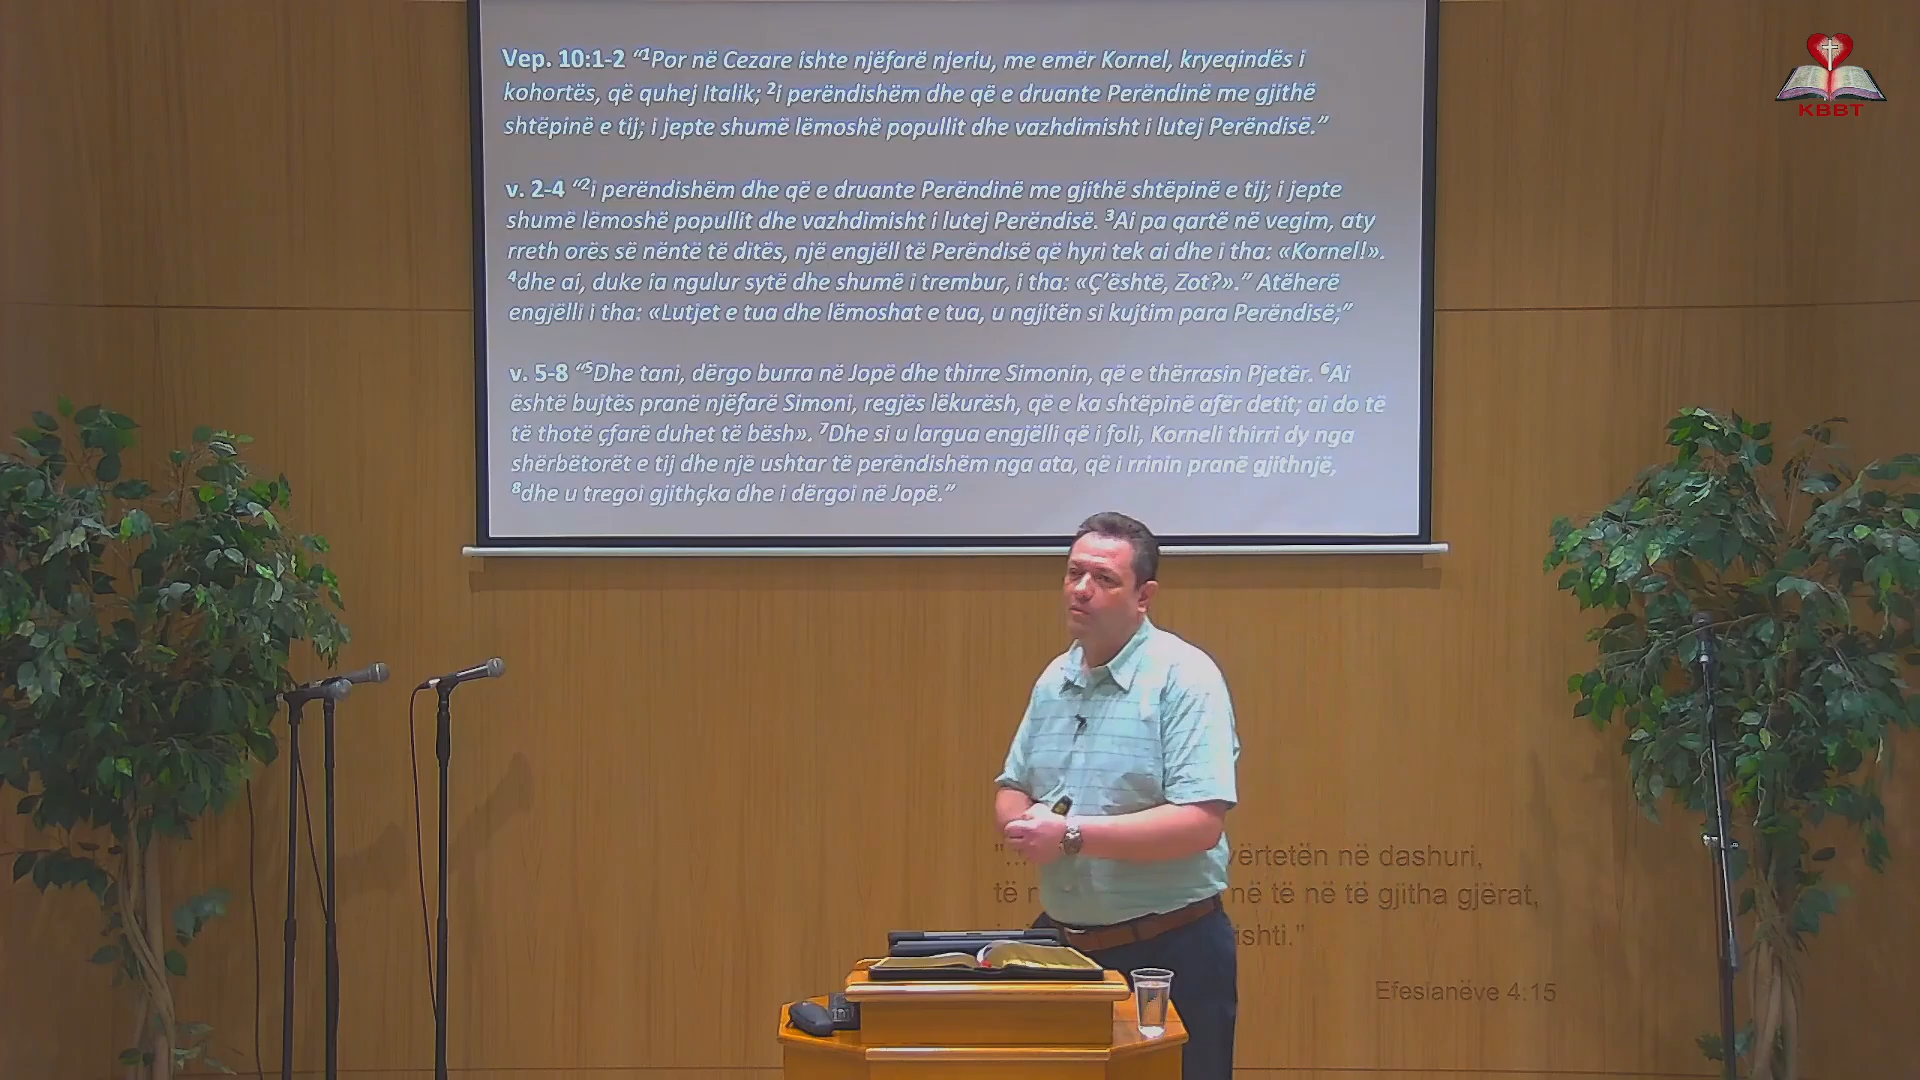 Vep. 10:1-2 “¹Por në Cezare ishte njëfarë njeriu, me emër Kornel, kryeqindës i
kohortës, që quhej Italik; ²i perëndishëm dhe që e druante Perëndinë me gjithë
shtëpinë e tij; i jepte shumë lëmoshë popullit dhe vazhdimisht i lutej Perëndisë.”
v. 2-4 “²i perëndishëm dhe që e druante Perëndinë me gjithë shtëpinë e tij; i jepte
shumë lëmoshë popullit dhe vazhdimisht i lutej Perëndisë. ³Ai pa qartë në vegim, aty
rreth orës së nëntë të ditës, një engjëll të Perëndisë që hyri tek ai dhe i tha: «Kornel!».
⁴dhe ai, duke ia ngulur sytë dhe shumë i trembur, i tha: «Ç’është, Zot?».” Atëherë
engjëlli i tha: «Lutjet e tua dhe lëmoshat e tua, u ngjitën si kujtim para Perëndisë;”
v. 5-8 “⁵Dhe tani, dërgo burra në Jopë dhe thirre Simonin, që e thërrasin Pjetër. ⁶Ai
është bujtës pranë njëfarë Simoni, regjës lëkurësh, që e ka shtëpinë afër detit; ai do të
të thotë çfarë duhet të bësh». ⁷Dhe si u largua engjëlli që i foli, Korneli thirri dy nga
shërbëtorët e tij dhe një ushtar të perëndishëm nga ata, që i rrinin pranë gjithnjë,
⁸dhe u tregoi gjithçka dhe i dërgoi në Jopë.”
KBBT
"... vërtetën në dashuri,
të në të në të gjitha gjërat,
ishti."
Efesianëve 4:15